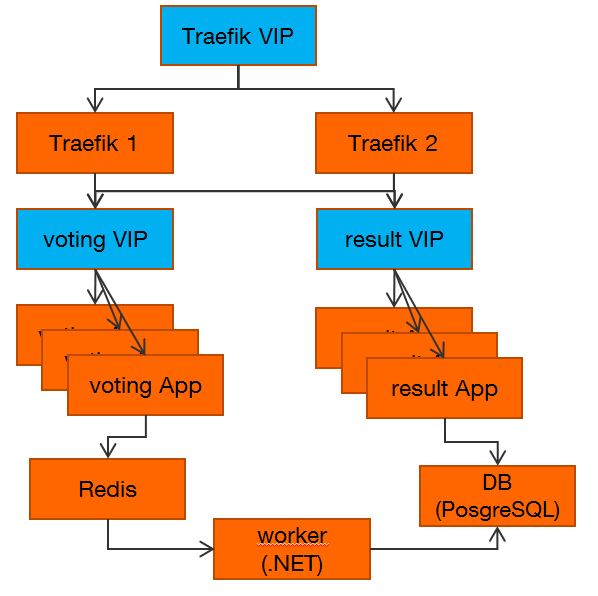 Traefik VIP
Traefik 1
Traefik 2
voting VIP
result VIP
voting App
result App
Redis
DB
(PosgreSQL)
worker
(.NET)